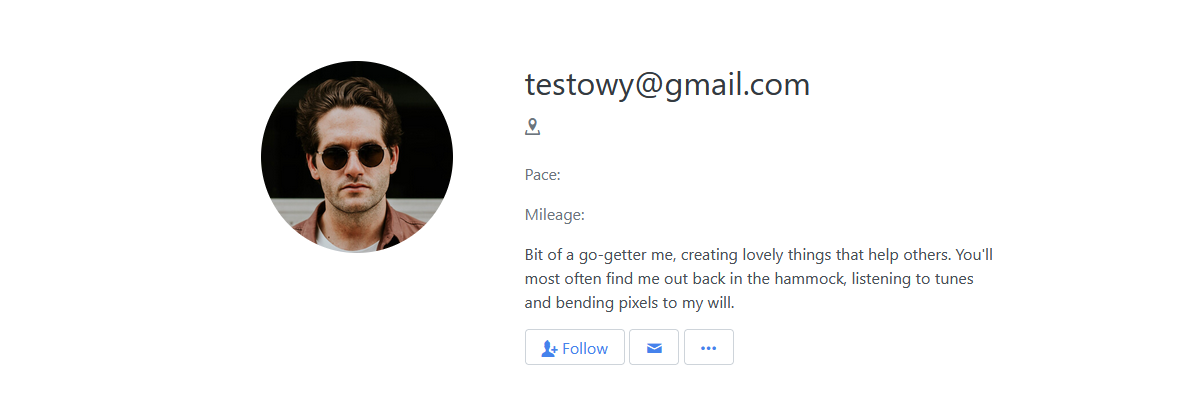 testowy@gmail.com
Pace:
Mileage:
Bit of a go-getter me, creating lovely things that help others. You'll
most often find me out back in the hammock, listening to tunes
and bending pixels to my will.
Follow